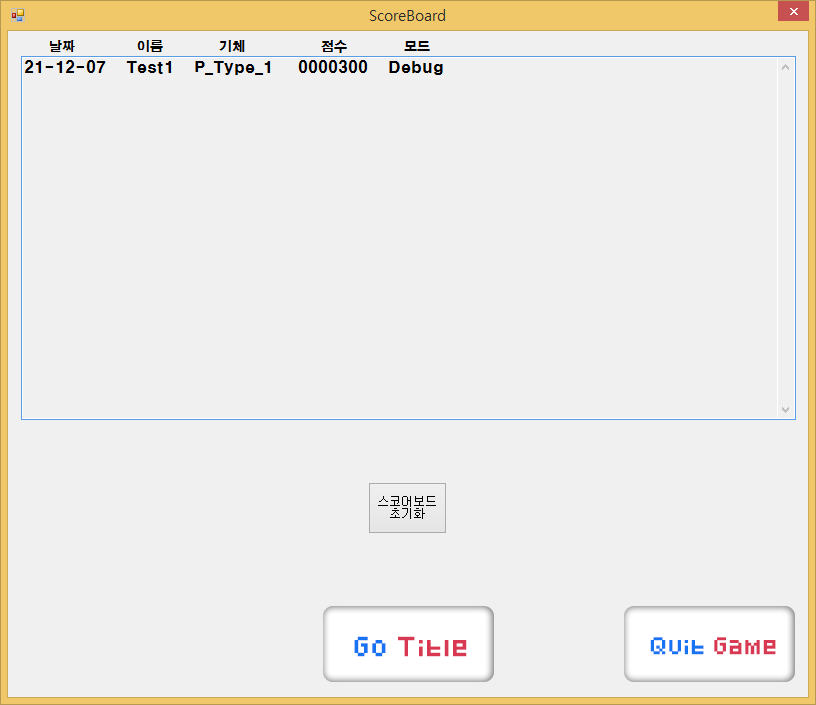 ScoreBoard
날짜 이름 기체 점수 모드
21-12-07 Test1 P_Type_1 0000300 Debug
스코어보드
초기화
Go Title
Quit Game